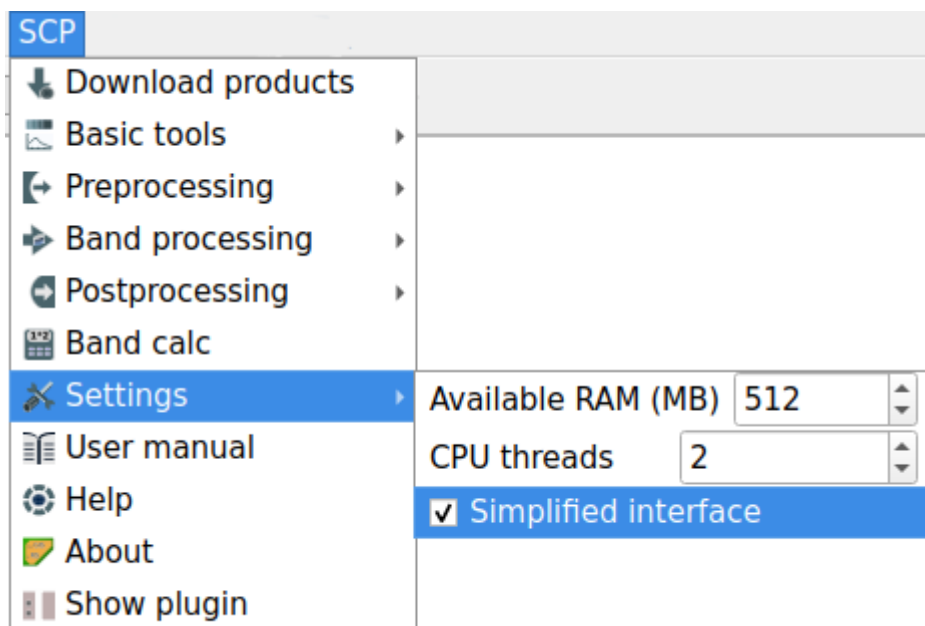 SCP
Download products
Basic tools
Preprocessing
Band processing
Postprocessing
Band calc
Settings
Available RAM (MB) 512
CPU threads 2
Simplified interface
User manual
Help
About
Show plugin